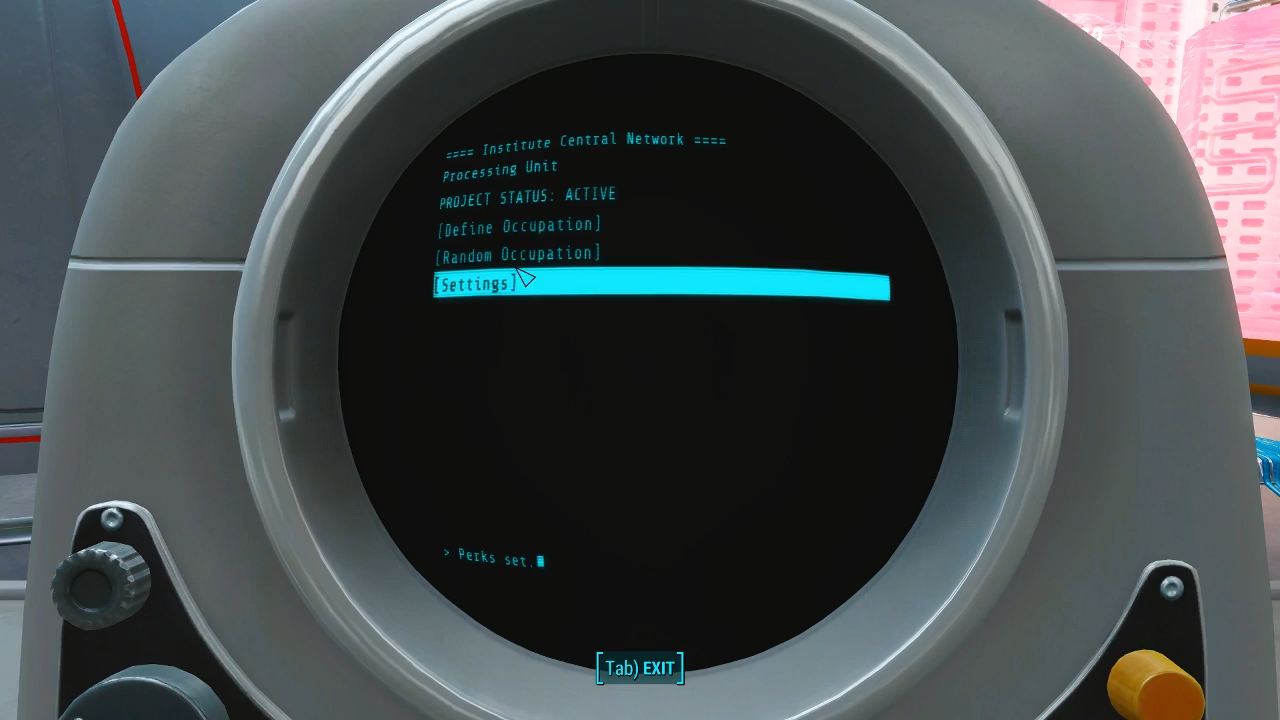 ==== Institute Central Network ====
Processing Unit
PROJECT STATUS: ACTIVE
[Define Occupation]
[Random Occupation]
[Settings]
> Perks set.
[Tab) EXIT]